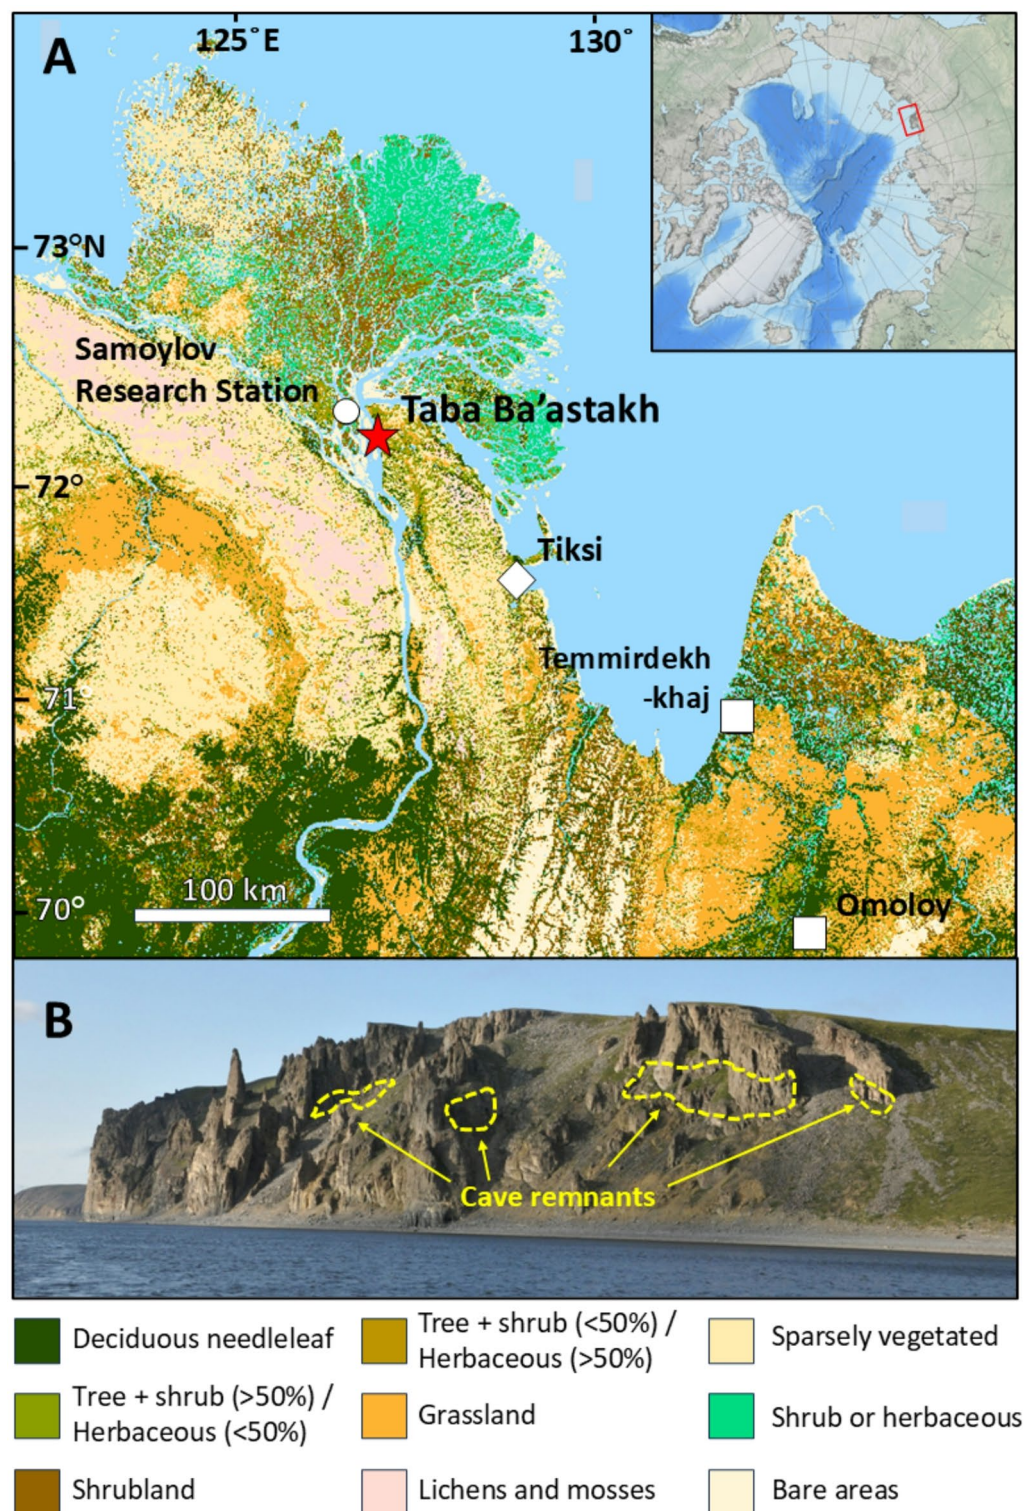 A
125°E
130°
73°N
Samoylov
Research Station
Taba Ba’astakh
72°
Tiksi
Temmirdekh
-khaj
71°
100 km
70°
Omoloy
B
Cave remnants
Deciduous needleleaf
Tree + shrub (<50%) /
Herbaceous (>50%)
Sparsely vegetated
Tree + shrub (>50%) /
Herbaceous (<50%)
Grassland
Shrub or herbaceous
Shrubland
Lichens and mosses
Bare areas